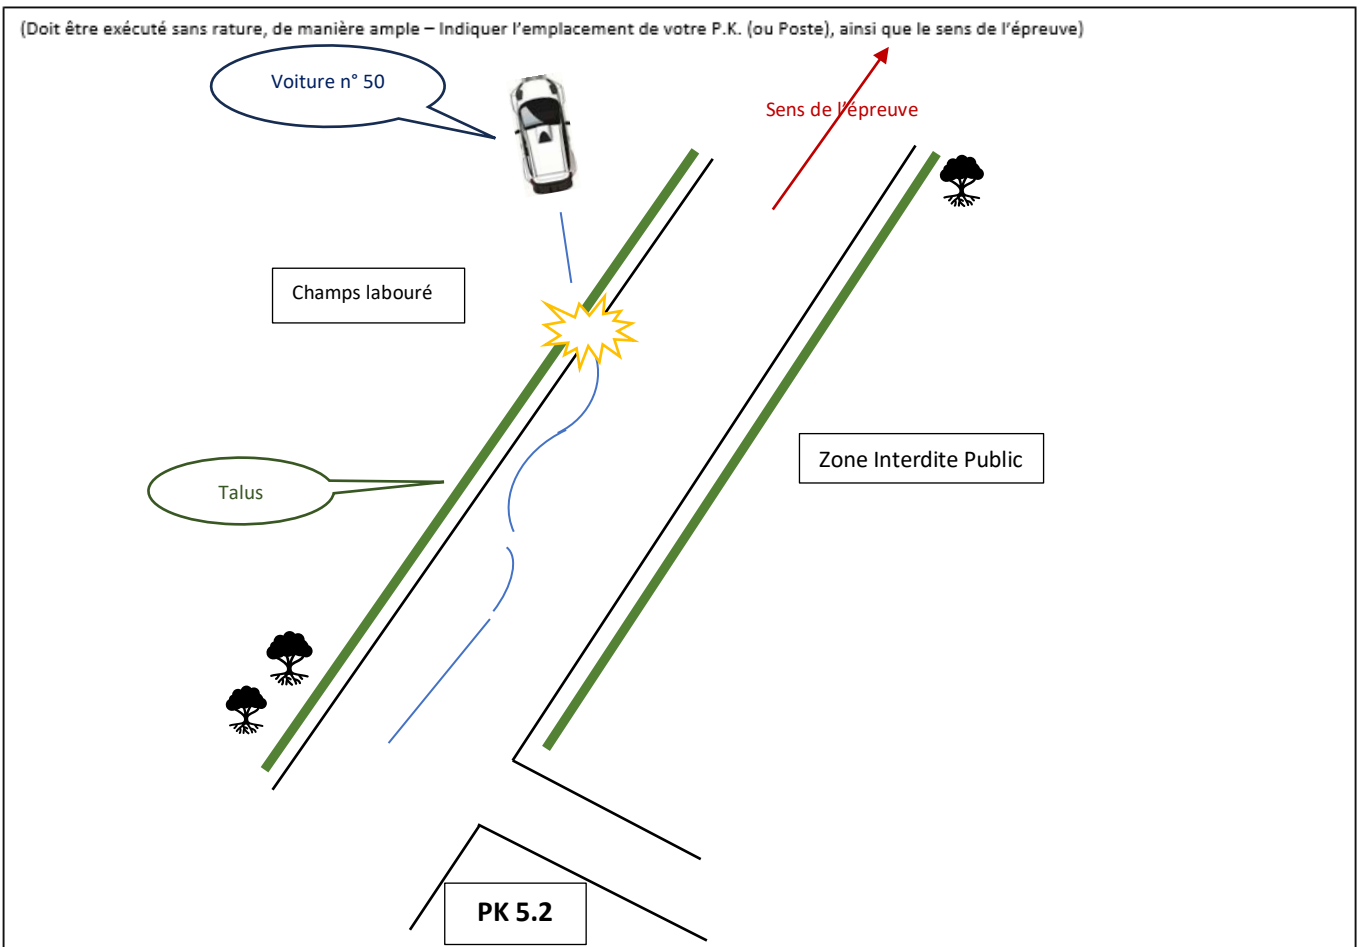 (Doit être exécuté sans rature, de manière ample – Indiquer l'emplacement de votre P.K. (ou Poste), ainsi que le sens de l'épreuve)
Voiture n° 50
Sens de l'épreuve
Champs labouré
Zone Interdite Public
Talus
PK 5.2